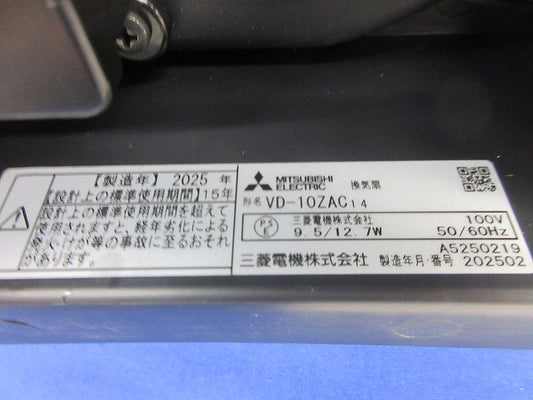 【製造年】 2025 年
【設計上の標準使用期間】15年
設計上の標準使用期間を超えて
使用されますと、経年劣化による
発火・けが等の事故に至るおそれ
があります。
MITSUBISHI
ELECTRIC
換気扇
形名 VD-10ZAC14
三菱電機株式会社 100V
9.5/12.7W 50/60Hz
A5250219
三菱電機株式会社 製造年月・番号 202502